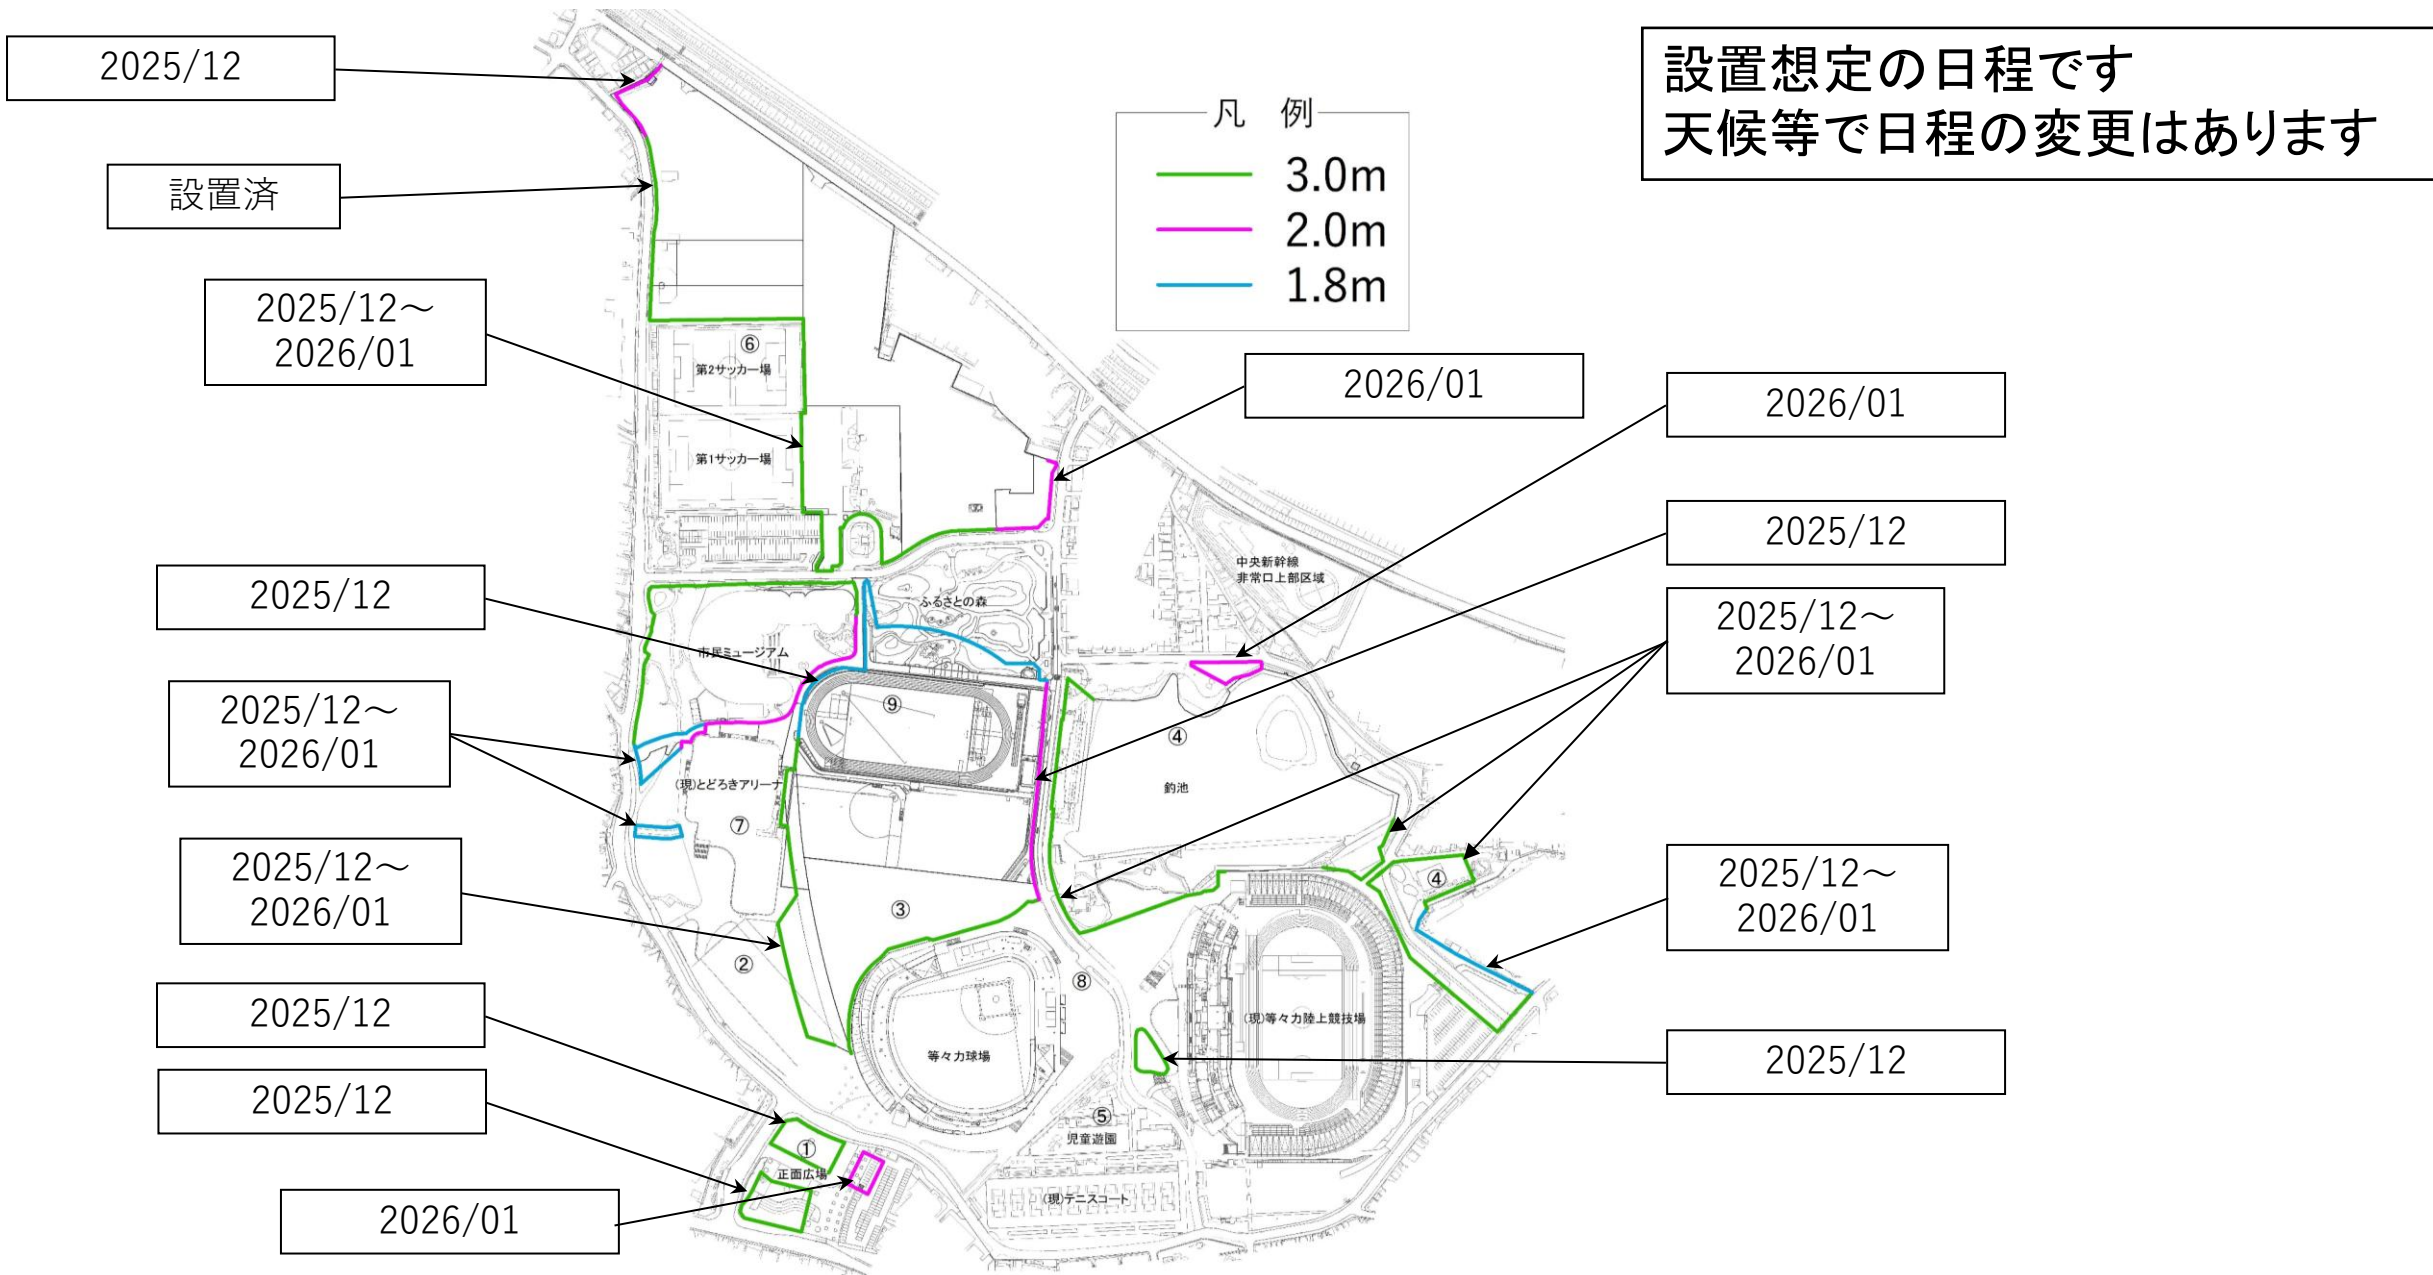 設置想定の日程です
天候等で日程の変更はあります
凡 例
3.0m
2.0m
1.8m
2025/12
設置済
2025/12～
2026/01
2025/12
2025/12～
2026/01
2025/12～
2026/01
2025/12
2025/12
2026/01
2026/01
2026/01
2025/12
2025/12～
2026/01
2025/12～
2026/01
2025/12
⑥
第2サッカー場
第1サッカー場
中央新幹線
非常口上部区域
ふるさとの森
市民ミュージアム
⑨
④
釣池
(現)とどろきアリーナ
⑦
④
③
②
⑧
(現)等々力陸上競技場
等々力球場
⑤
児童遊園
①
正面広場
(現)テニスコート